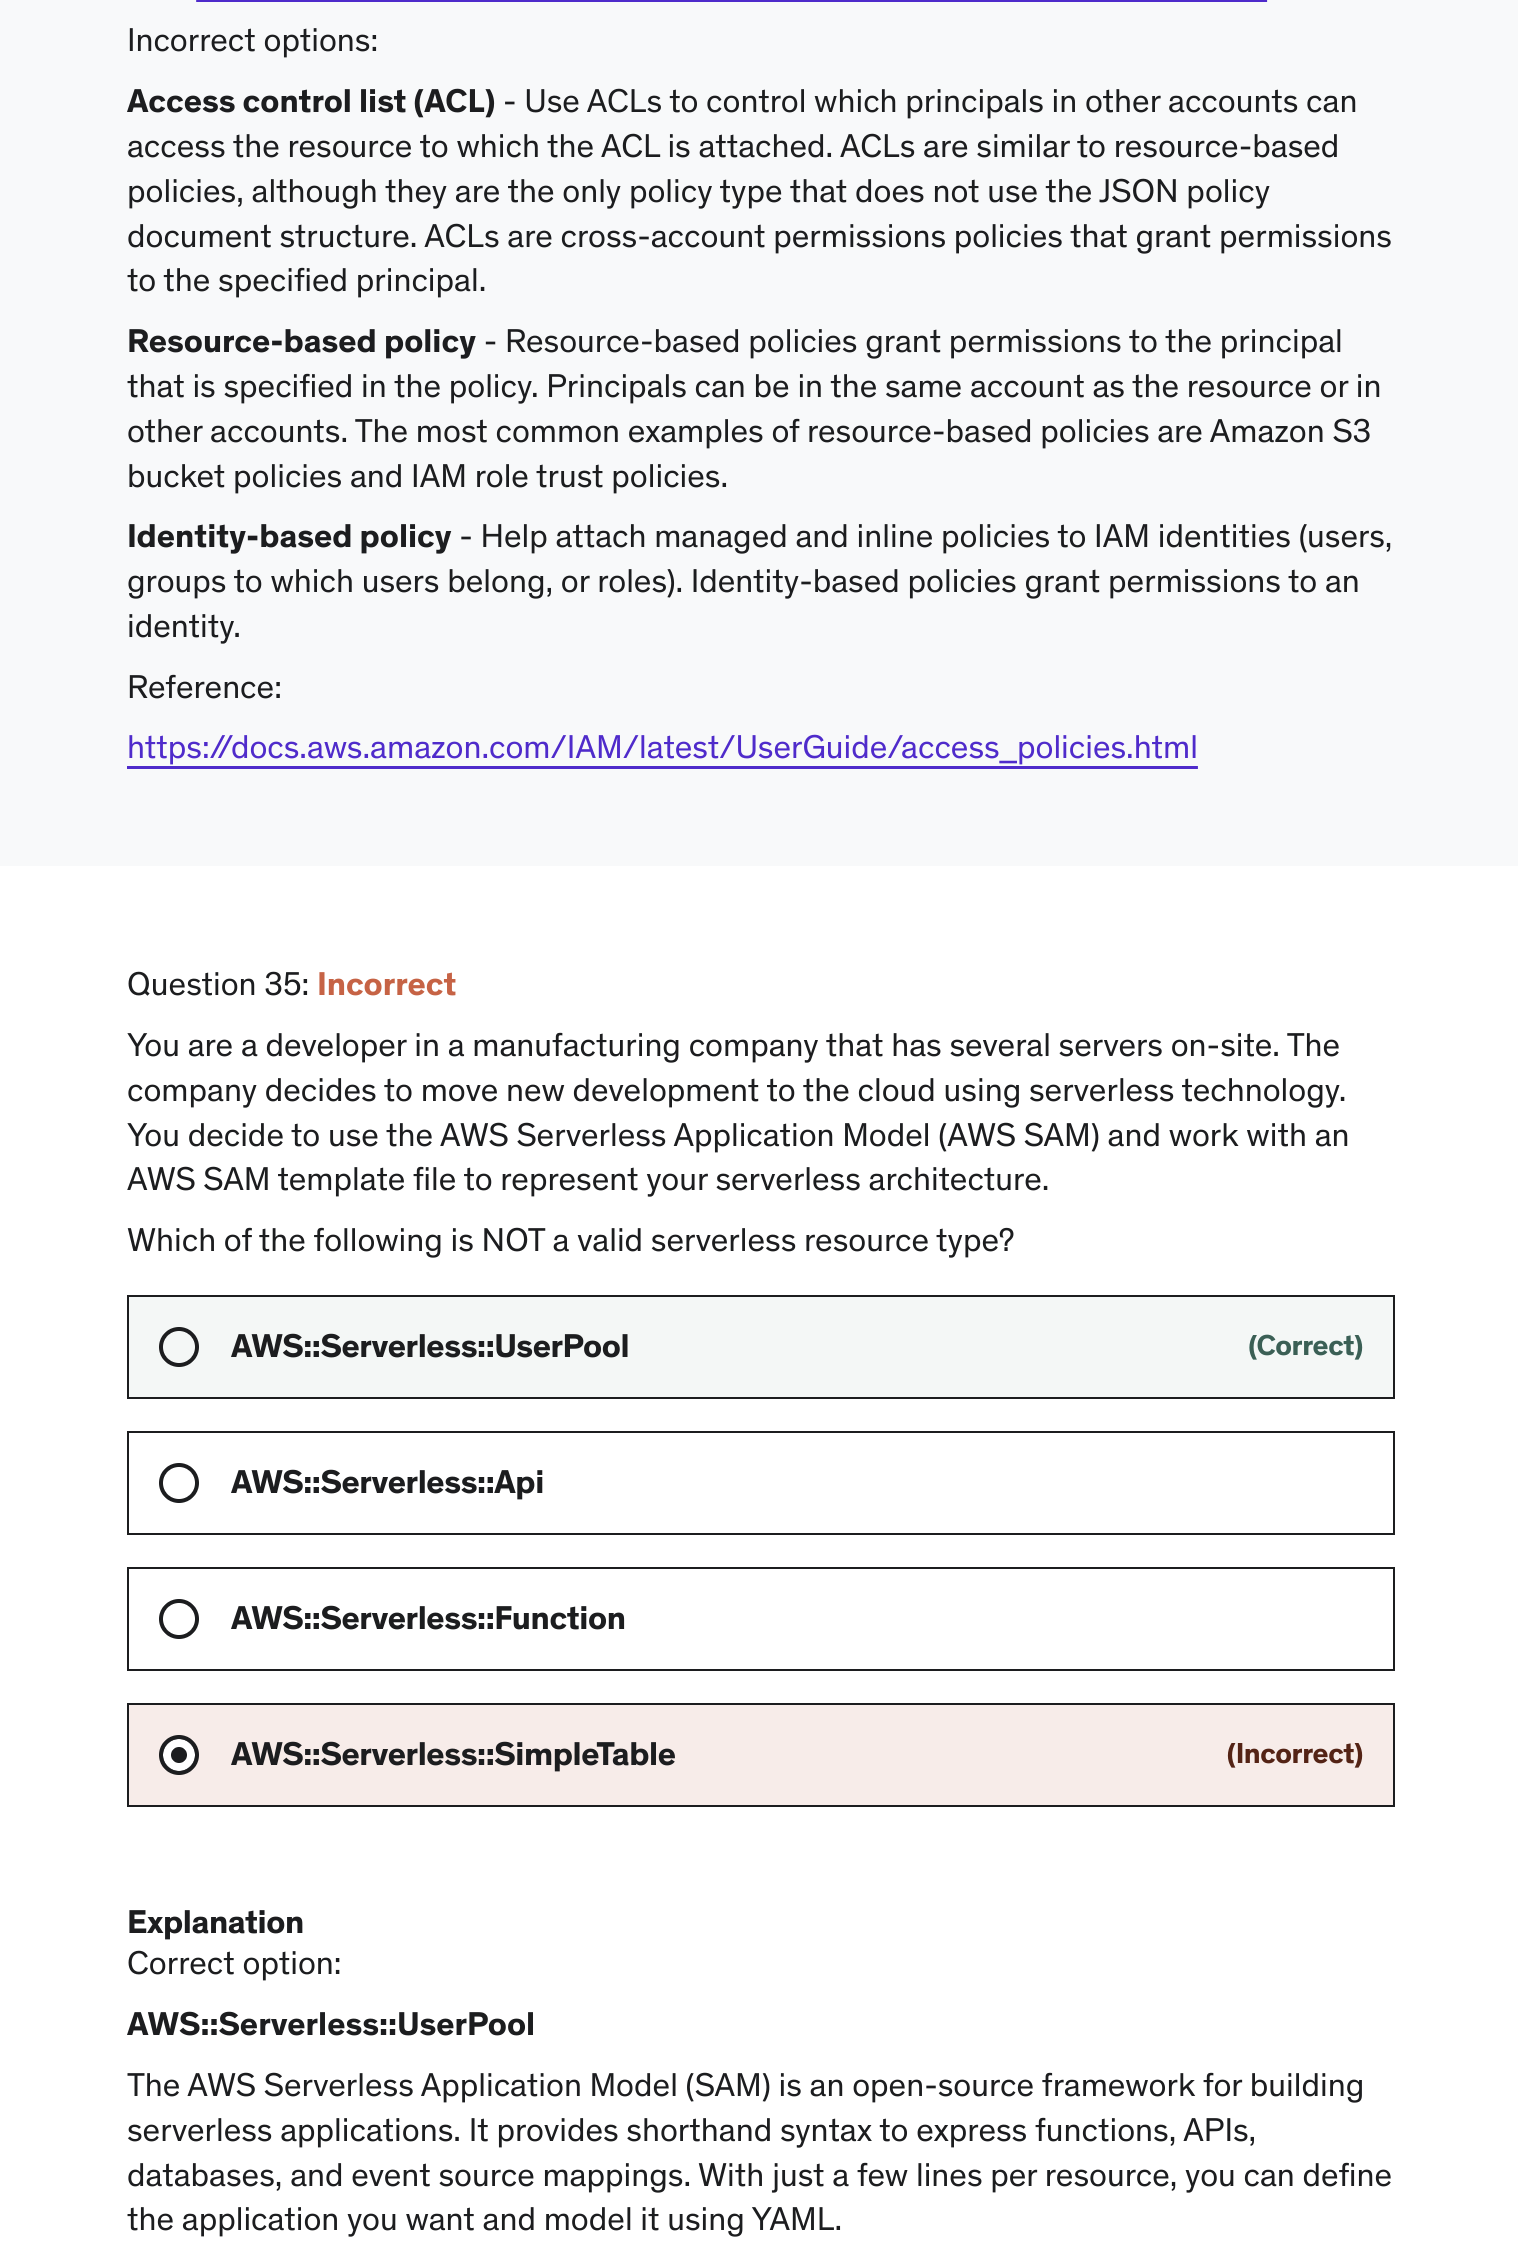 Incorrect options:
Access control list (ACL) - Use ACLs to control which principals in other accounts can
access the resource to which the ACL is attached. ACLs are similar to resource-based
policies, although they are the only policy type that does not use the JSON policy
document structure. ACLs are cross-account permissions policies that grant permissions
to the specified principal.
Resource-based policy - Resource-based policies grant permissions to the principal
that is specified in the policy. Principals can be in the same account as the resource or in
other accounts. The most common examples of resource-based policies are Amazon S3
bucket policies and IAM role trust policies.
Identity-based policy - Help attach managed and inline policies to IAM identities (users,
groups to which users belong, or roles). Identity-based policies grant permissions to an
identity.
Reference:
https://docs.aws.amazon.com/IAM/latest/UserGuide/access_policies.html
Question 35: Incorrect
You are a developer in a manufacturing company that has several servers on-site. The
company decides to move new development to the cloud using serverless technology.
You decide to use the AWS Serverless Application Model (AWS SAM) and work with an
AWS SAM template file to represent your serverless architecture.
Which of the following is NOT a valid serverless resource type?
AWS::Serverless::UserPool (Correct)
AWS::Serverless::Api
AWS::Serverless::Function
AWS::Serverless::SimpleTable (Incorrect)
Explanation
Correct option:
AWS::Serverless::UserPool
The AWS Serverless Application Model (SAM) is an open-source framework for building
serverless applications. It provides shorthand syntax to express functions, APIs,
databases, and event source mappings. With just a few lines per resource, you can define
the application you want and model it using YAML.